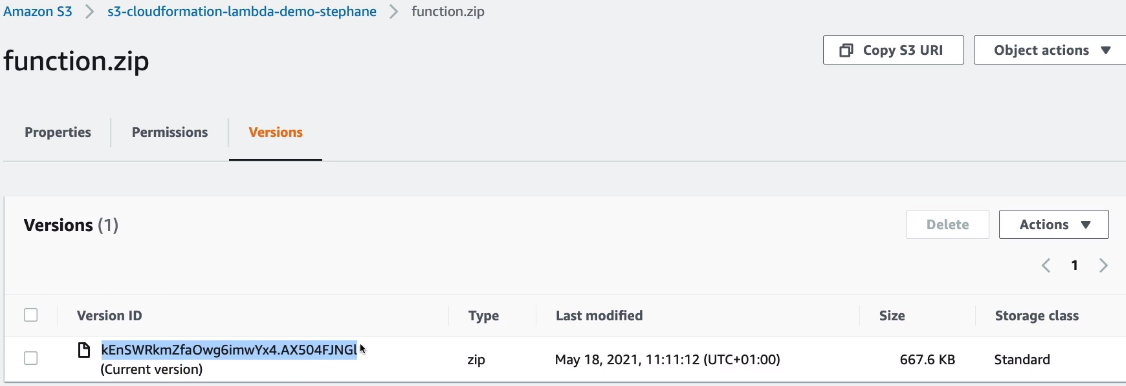 Amazon S3 > s3-cloudformation-lambda-demo-stephane > function.zip
function.zip
Copy S3 URI
Object actions ▼
Properties
Permissions
Versions
Versions (1)
Delete
Actions ▼
< 1 >
Version ID Type Last modified Size Storage class
kEnSWRkmZfaOwg6imwYx4.AX504FJNGl zip May 18, 2021, 11:11:12 (UTC+01:00) 667.6 KB Standard
(Current version)